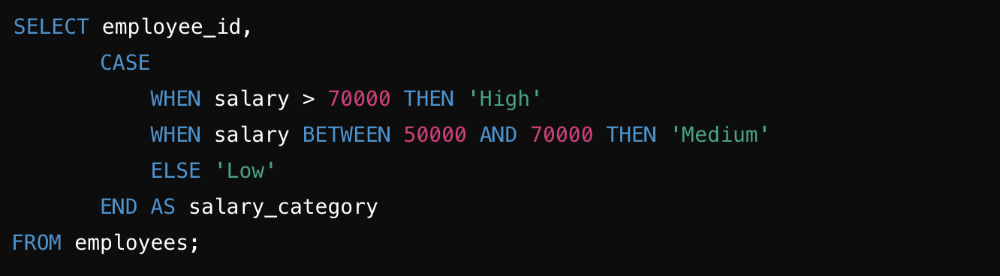 SELECT employee_id,
       CASE
           WHEN salary > 70000 THEN 'High'
           WHEN salary BETWEEN 50000 AND 70000 THEN 'Medium'
           ELSE 'Low'
       END AS salary_category
FROM employees;